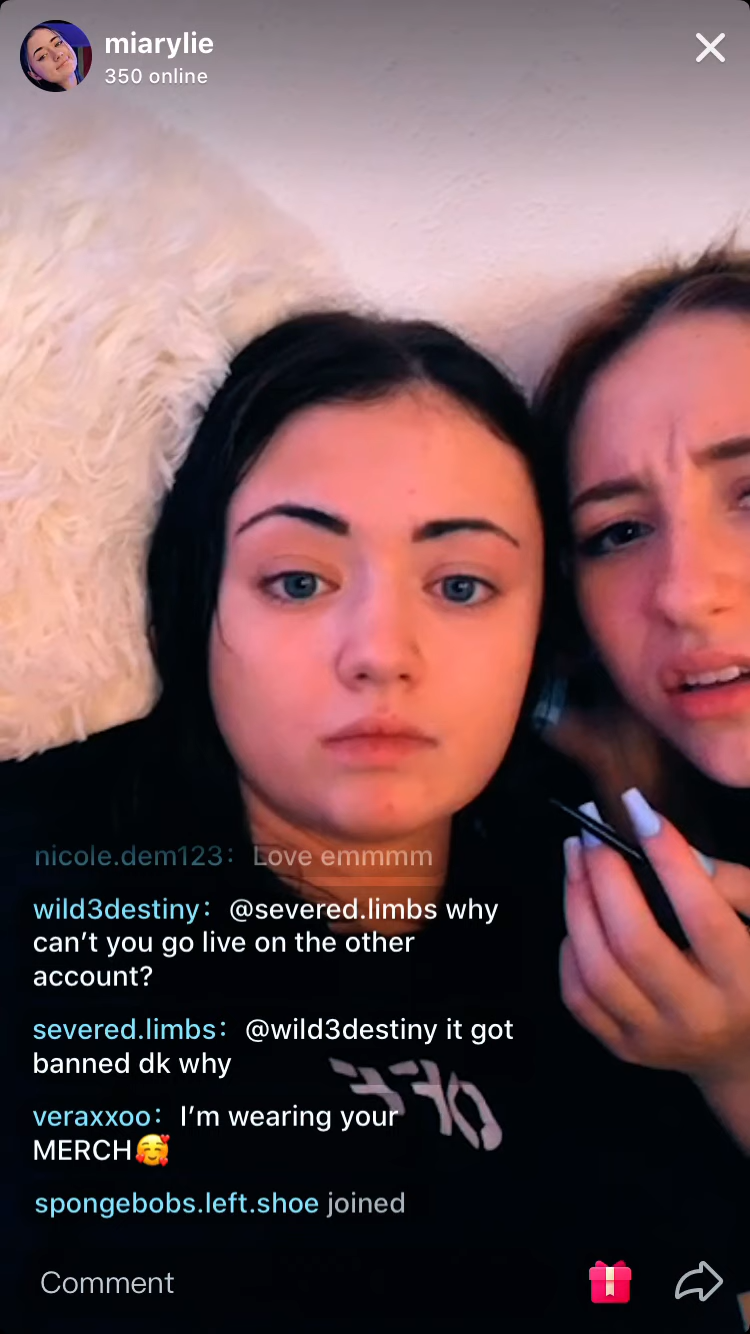 miarylie
350 online
nicole.dem123: Love emmmm
wild3destiny: @severed.limbs why
can't you go live on the other
account?
severed.limbs: @wild3destiny it got
banned dk why
veraxxoo: I'm wearing your
MERCH🥰
spongebobs.left.shoe joined
Comment